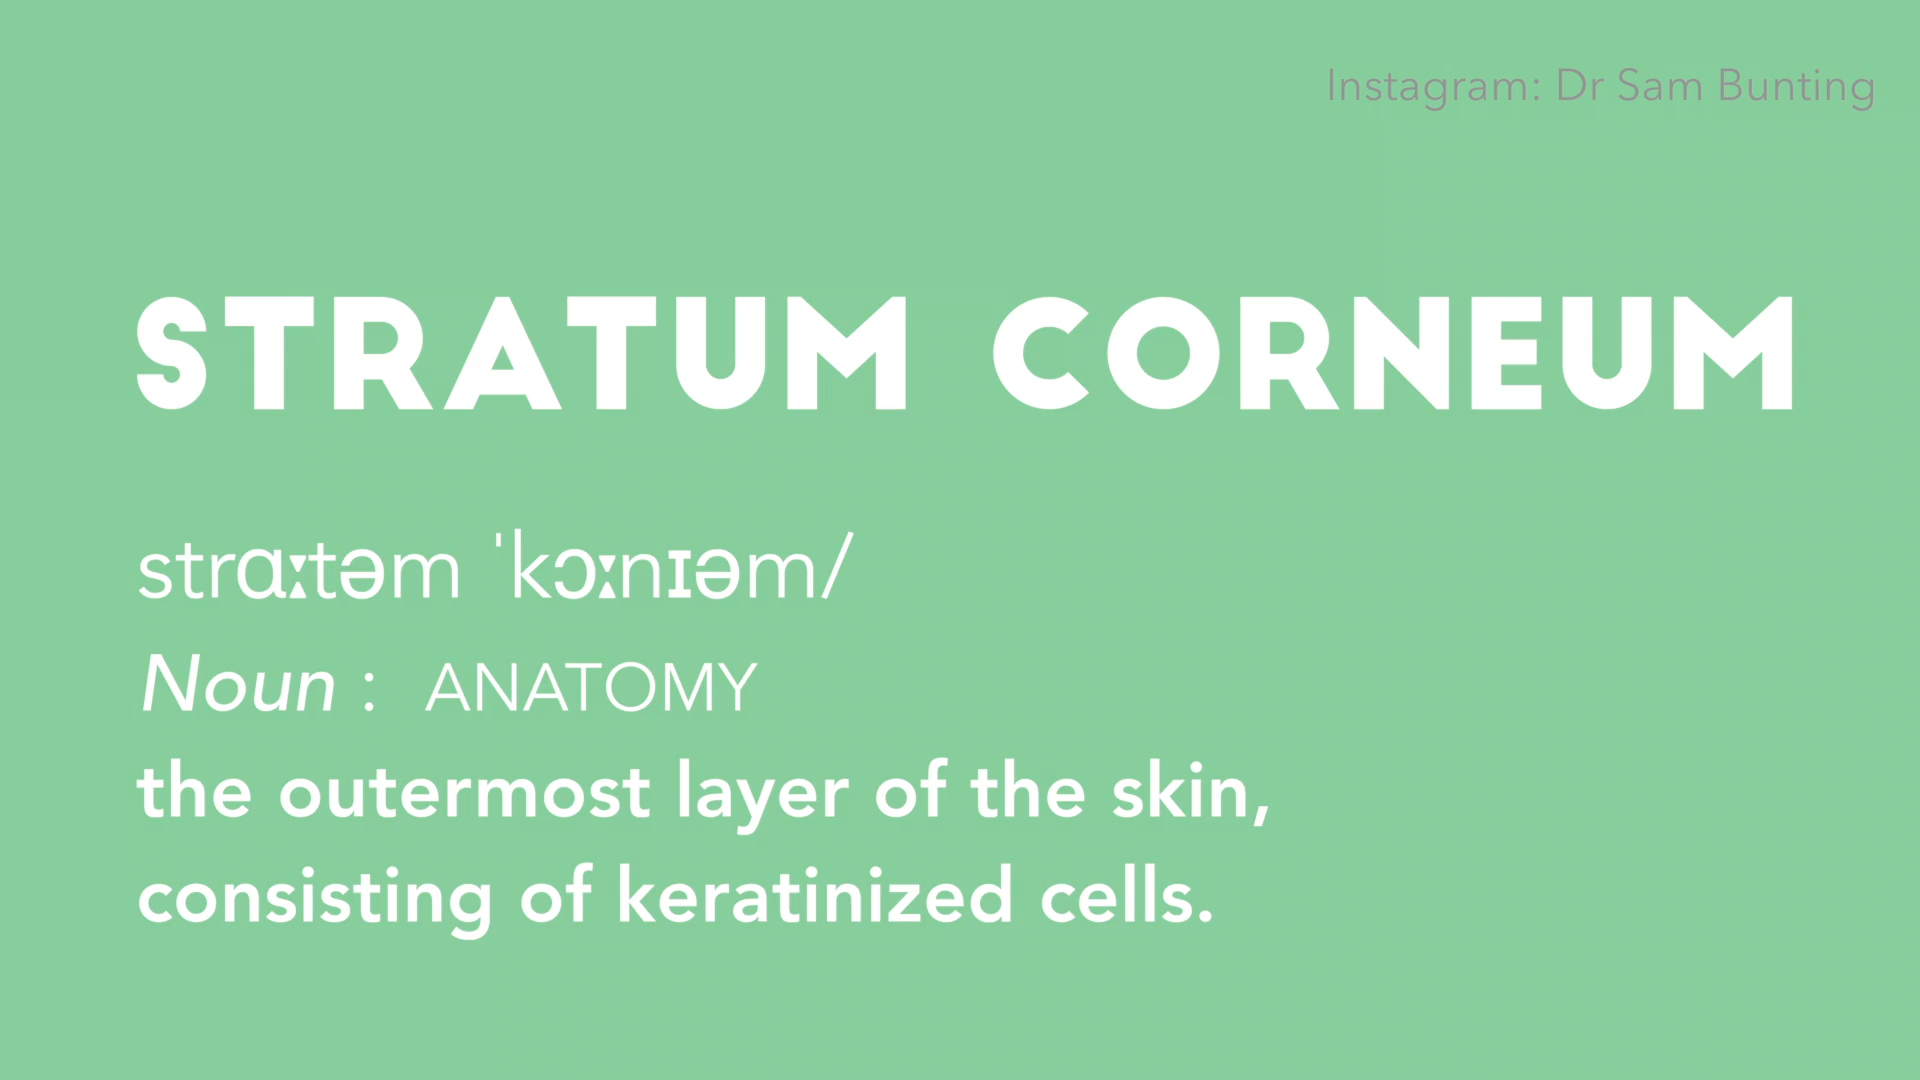 Instagram: Dr Sam Bunting
STRATUM CORNEUM
strɑːtəm ˈkɔːnɪəm/
Noun : ANATOMY
the outermost layer of the skin,
consisting of keratinized cells.